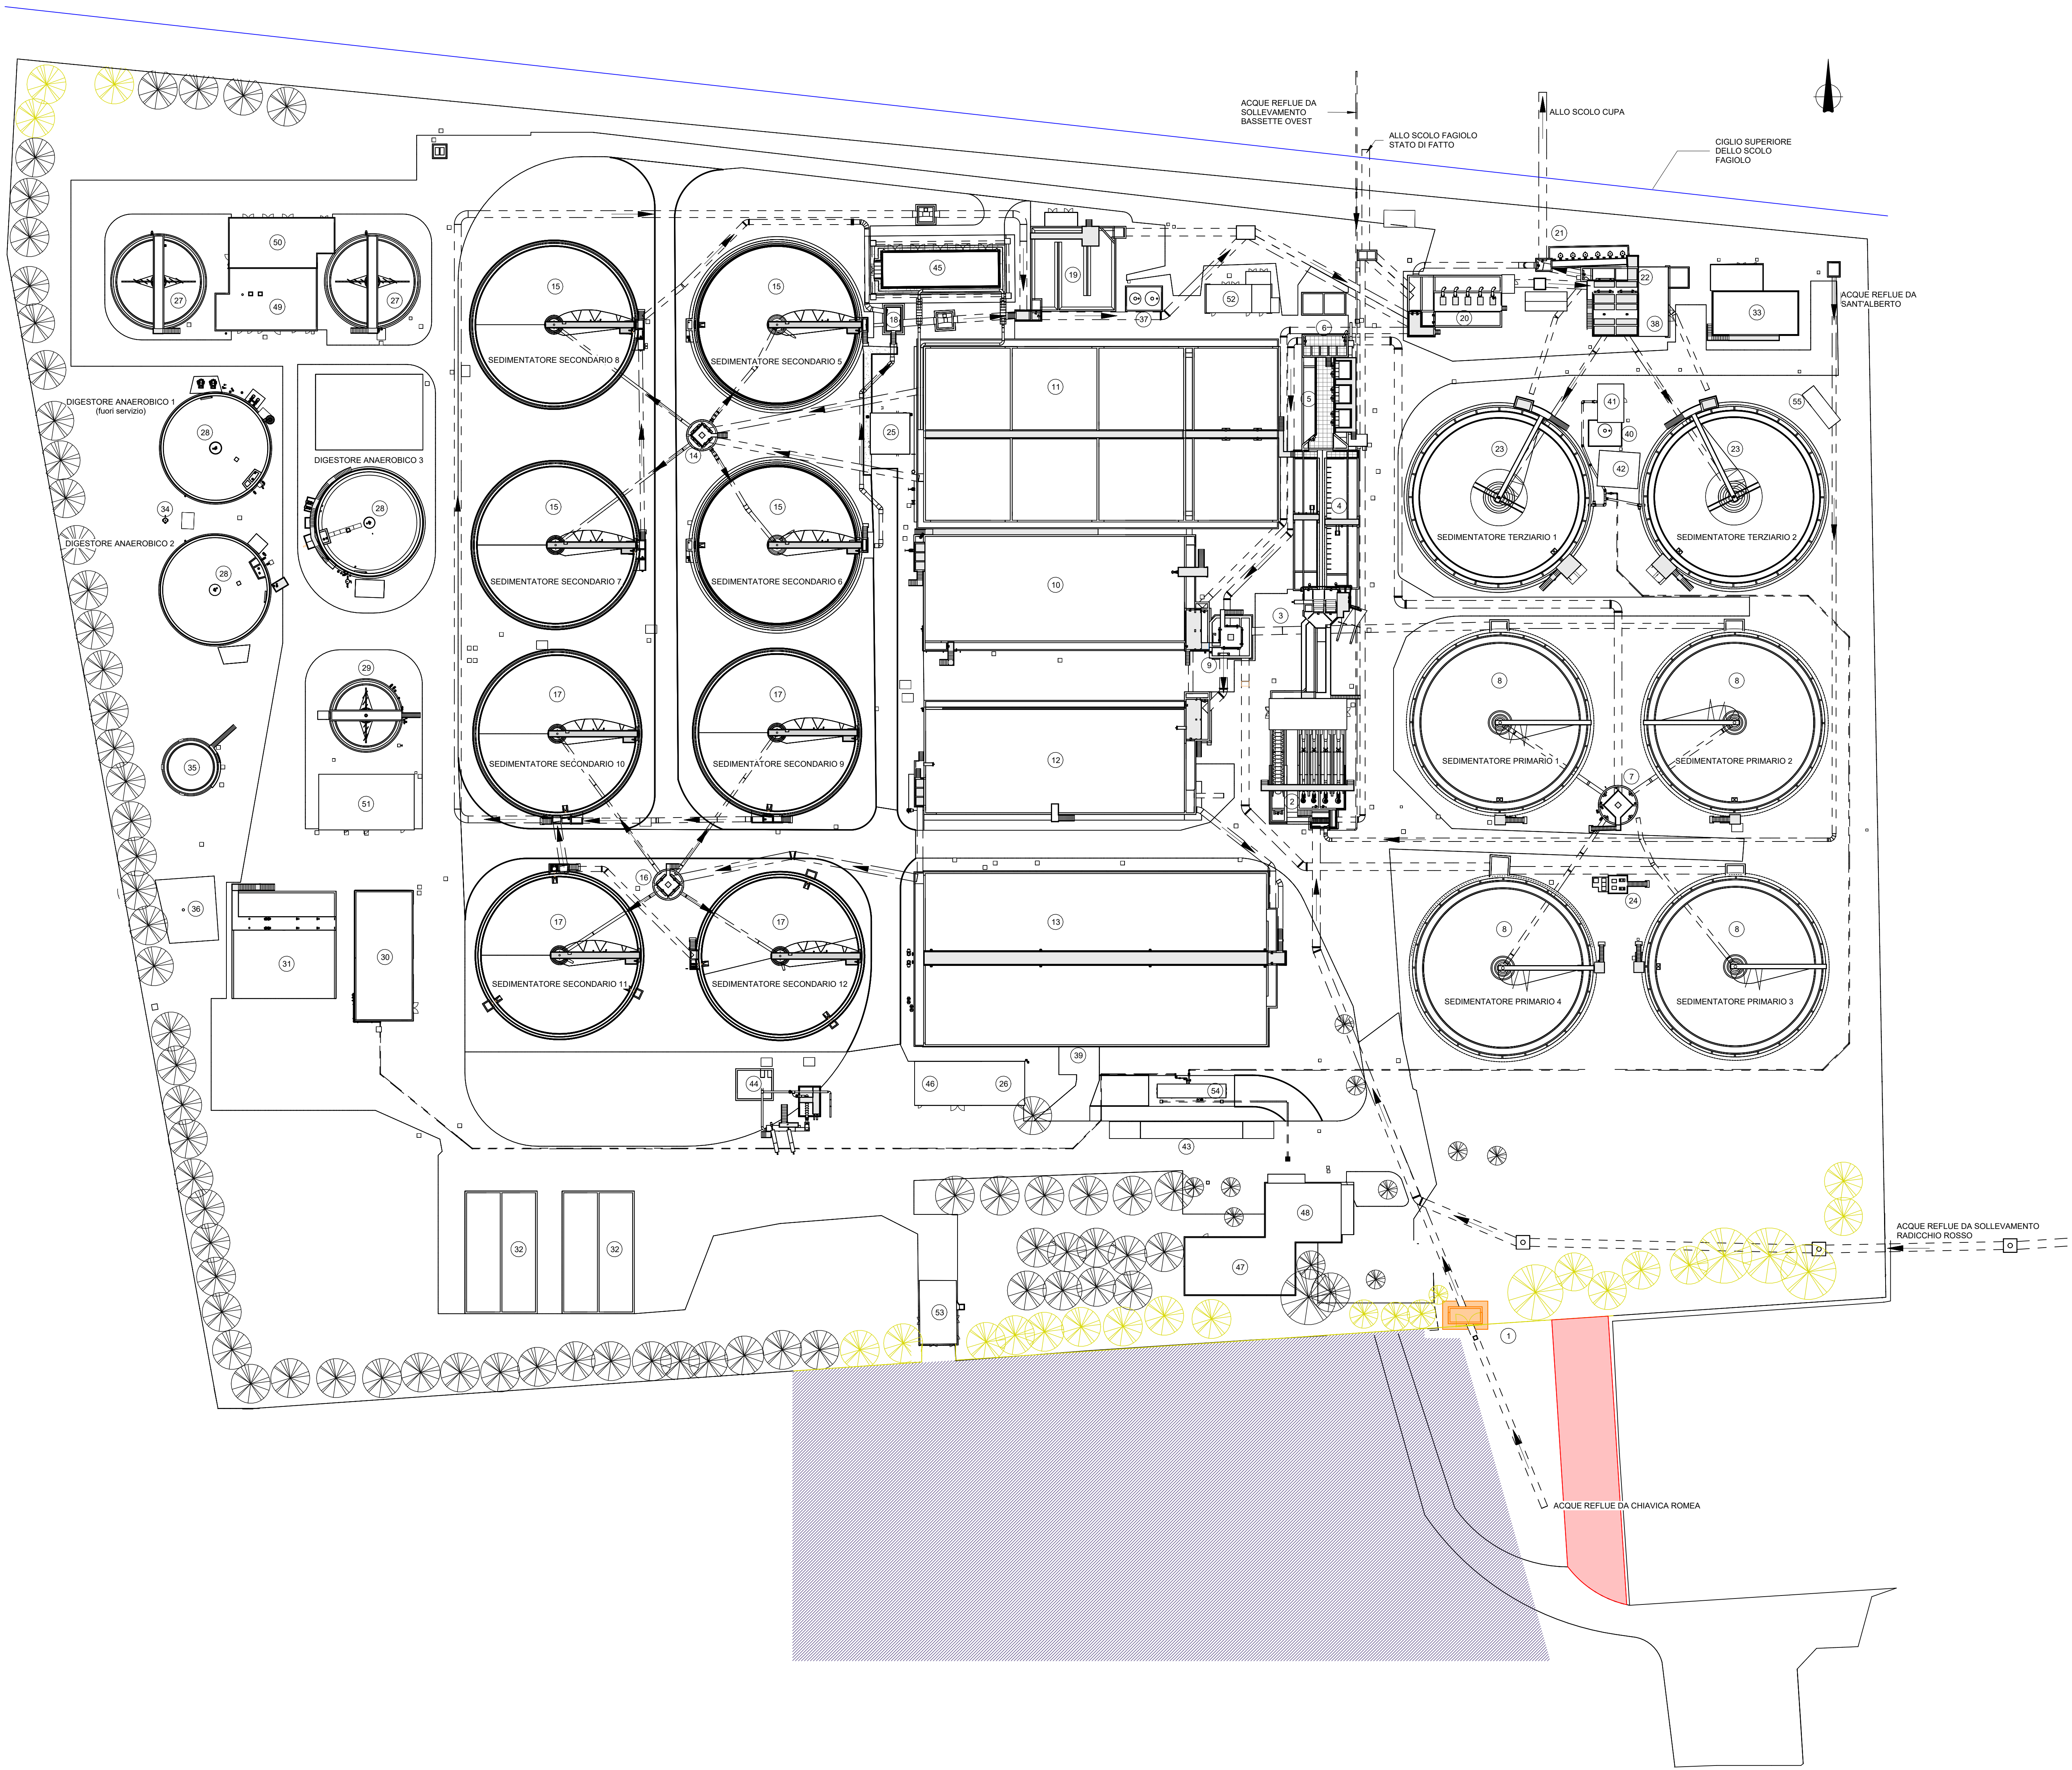 ACQUE REFLUE DA
SOLLEVAMENTO
BASSETTE OVEST
ALLO SCOLO CUPA
ALLO SCOLO FAGIOLO
STATO DI FATTO
CIGLIO SUPERIORE
DELLO SCOLO
FAGIOLO
21
50
45
19
22
15
15
27
49
27
52
ACQUE REFLUE DA
SANT'ALBERTO
18
37
20
38
33
6
SEDIMENTATORE SECONDARIO 8
SEDIMENTATORE SECONDARIO 5
11
5
DIGESTORE ANAEROBICO 1
(fuori servizio)
41
55
28
25
40
14
23
23
DIGESTORE ANAEROBICO 3
42
34
28
15
15
4
SEDIMENTATORE TERZIARIO 1
SEDIMENTATORE TERZIARIO 2
DIGESTORE ANAEROBICO 2
28
SEDIMENTATORE SECONDARIO 7
SEDIMENTATORE SECONDARIO 6
10
3
29
9
17
17
8
8
35
SEDIMENTATORE SECONDARIO 10
SEDIMENTATORE SECONDARIO 9
12
SEDIMENTATORE PRIMARIO 1
SEDIMENTATORE PRIMARIO 2
7
51
2
16
24
36
17
17
13
8
8
31
30
SEDIMENTATORE SECONDARIO 11
SEDIMENTATORE SECONDARIO 12
SEDIMENTATORE PRIMARIO 4
SEDIMENTATORE PRIMARIO 3
39
44
46
26
54
43
48
ACQUE REFLUE DA SOLLEVAMENTO
RADICCHIO ROSSO
32
32
47
53
1
ACQUE REFLUE DA CHIAVICA ROMEA